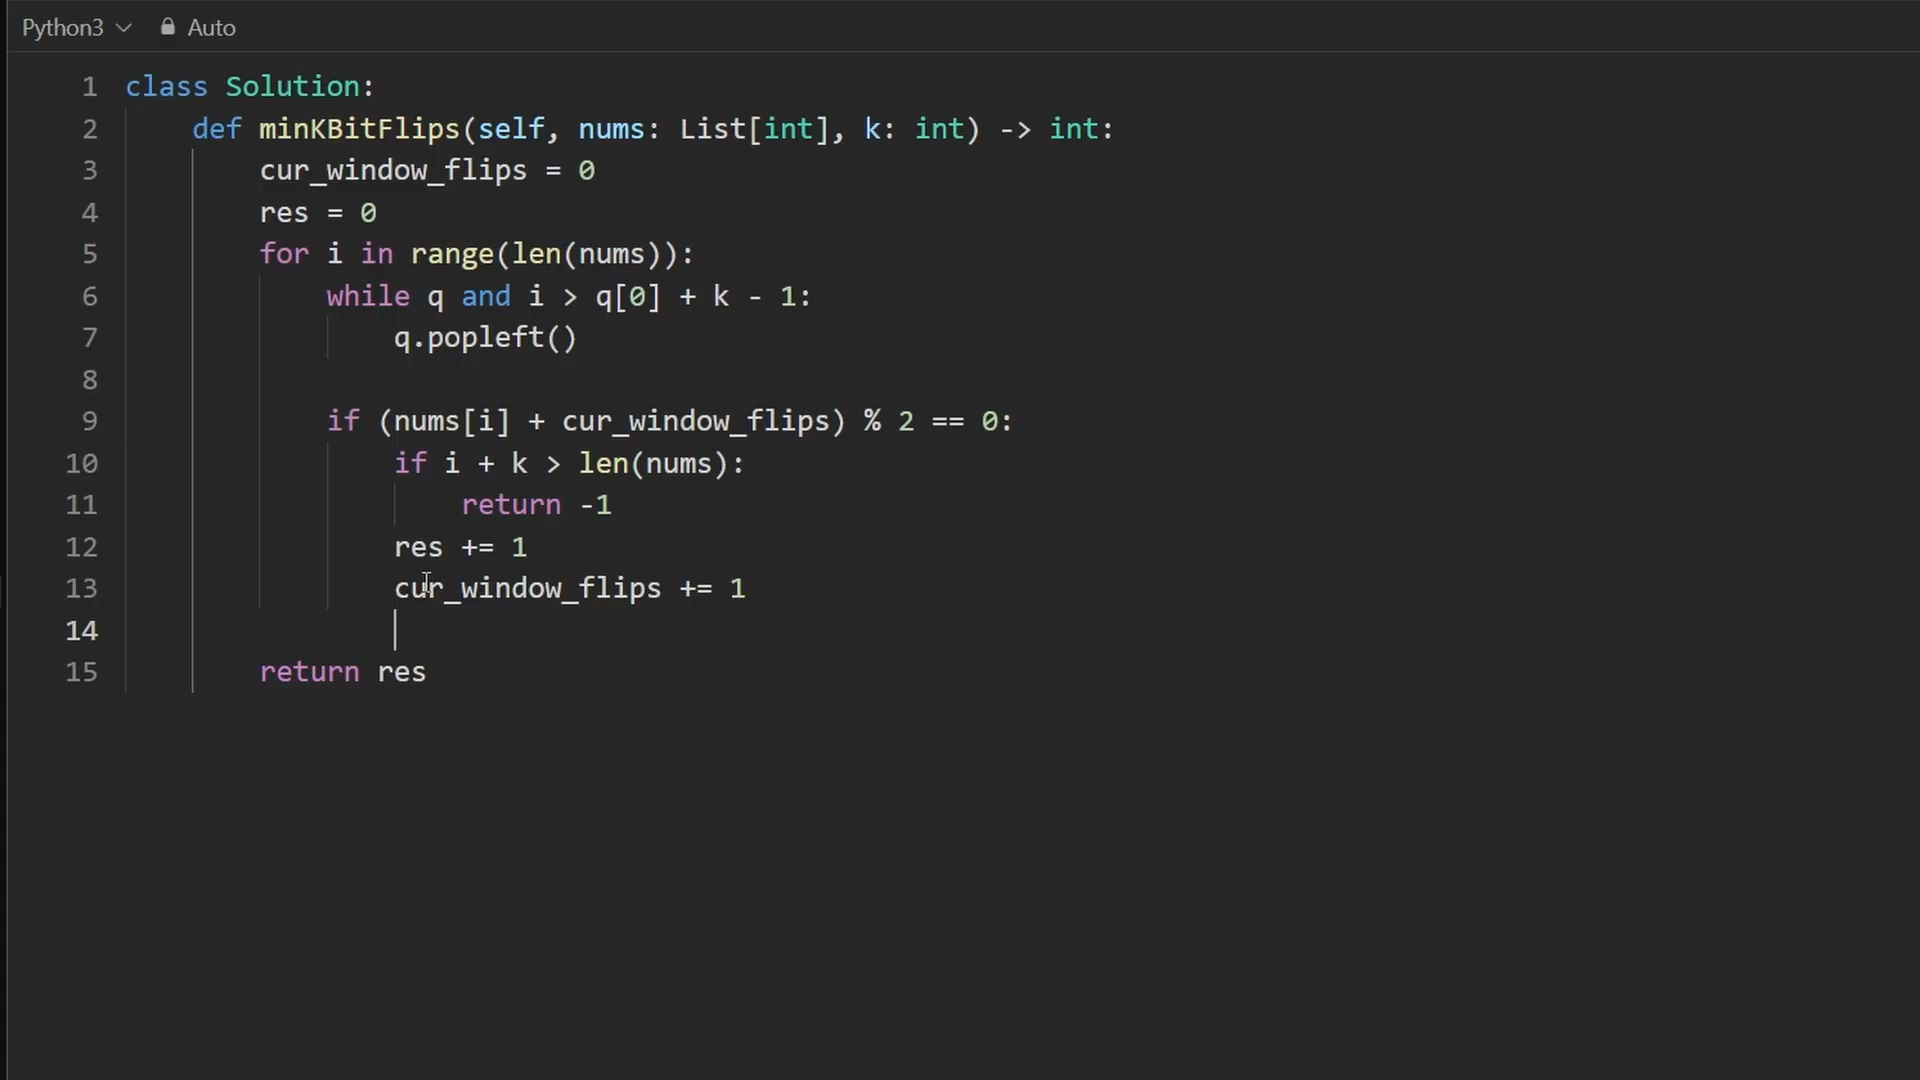 Python3 Auto
1 class Solution:
2     def minKBitFlips(self, nums: List[int], k: int) -> int:
3         cur_window_flips = 0
4         res = 0
5         for i in range(len(nums)):
6             while q and i > q[0] + k - 1:
7                 q.popleft()
8
9             if (nums[i] + cur_window_flips) % 2 == 0:
10                 if i + k > len(nums):
11                     return -1
12                 res += 1
13                 cur_window_flips += 1
14
15         return res